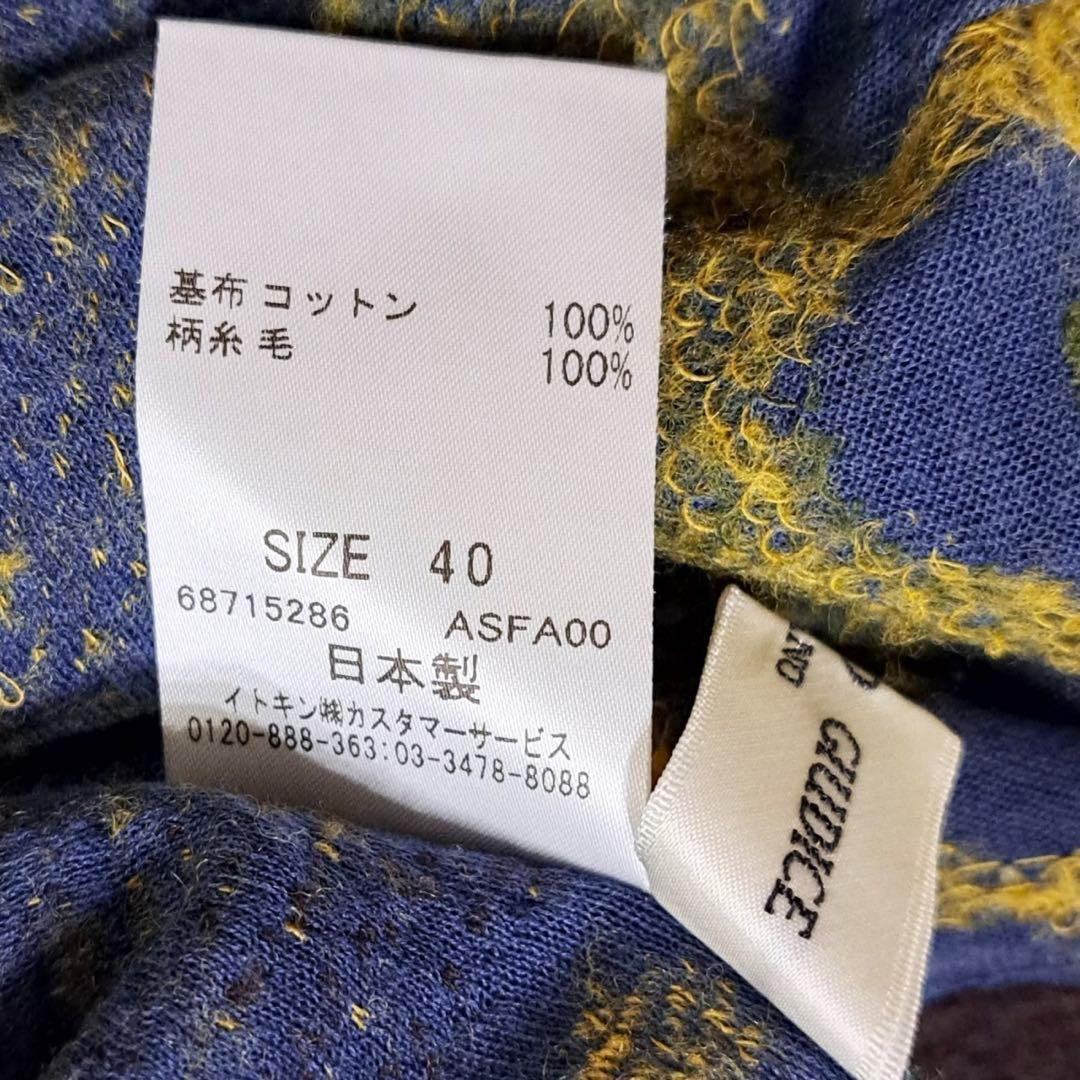 基布 コットン 100%
柄糸 毛 100%
SIZE 40
68715286 ASFA00
日本製
イトキン㈱カスタマーサービス
0120-888-363:03-3478-8088
GIUDICE